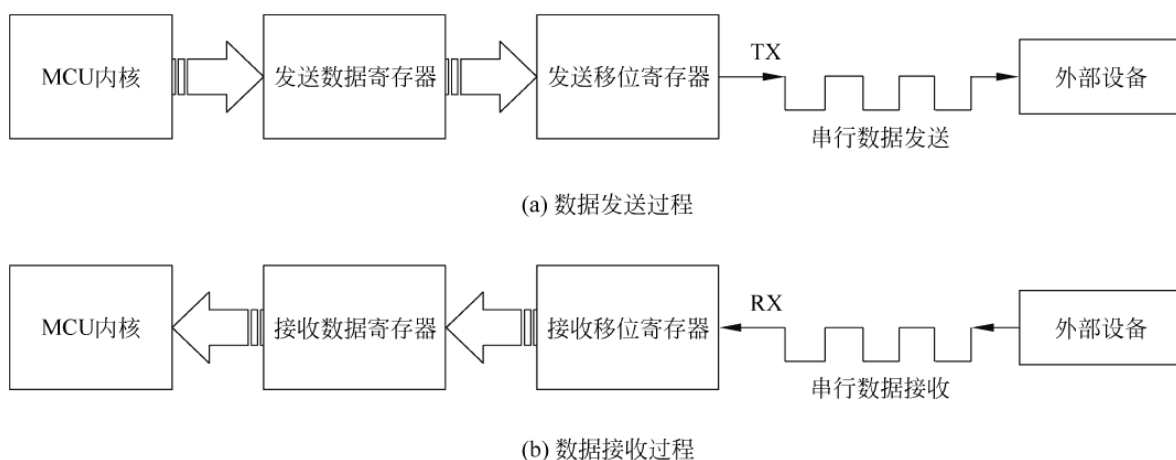 MCU内核
发送数据寄存器
发送移位寄存器
TX
串行数据发送
外部设备
(a) 数据发送过程
MCU内核
接收数据寄存器
接收移位寄存器
RX
串行数据接收
外部设备
(b) 数据接收过程